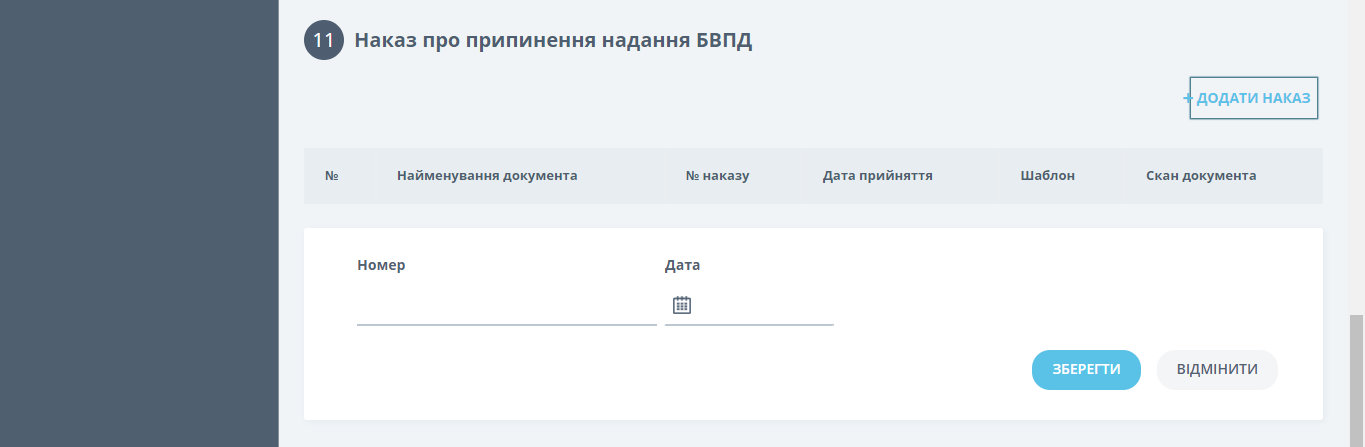 11 Наказ про припинення надання БВПД
+ ДОДАТИ НАКАЗ
№ Найменування документа № наказу Дата прийняття Шаблон Скан документа
Номер Дата
ЗБЕРЕГТИ ВІДМІНИТИ